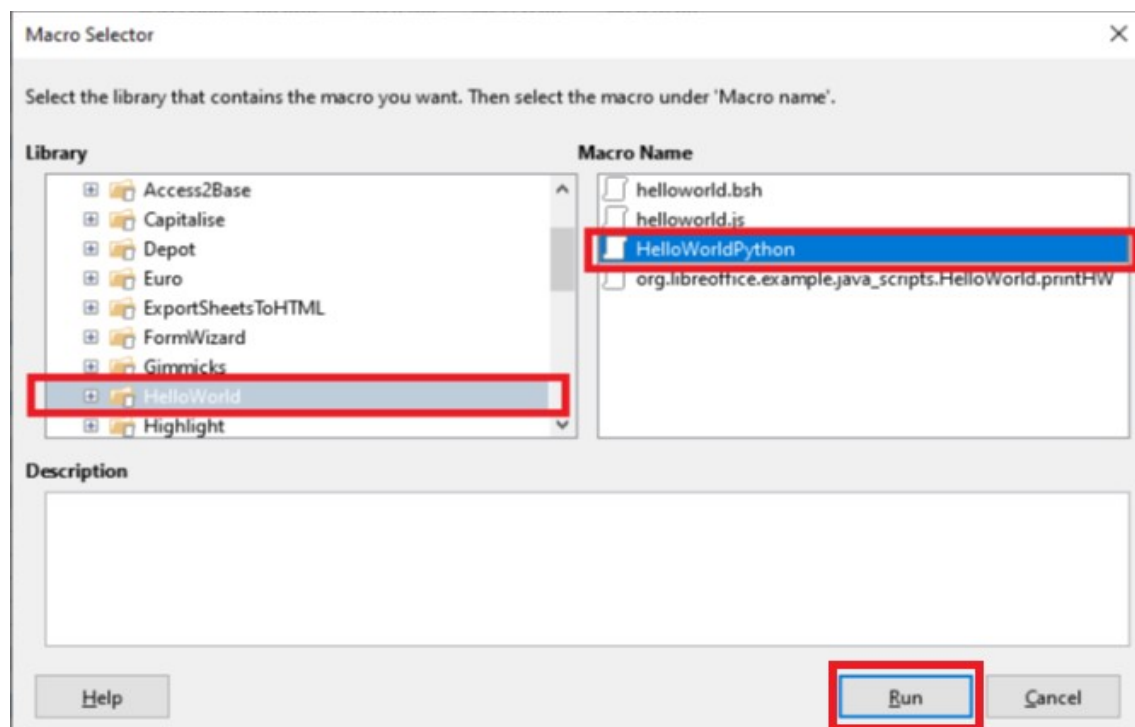 Macro Selector
Select the library that contains the macro you want. Then select the macro under 'Macro name'.
Library
Access2Base
Capitalise
Depot
Euro
ExportSheetsToHTML
FormWizard
Gimmicks
HelloWorld
Highlight
Macro Name
helloworld.bsh
helloworld.js
HelloWorldPython
org.libreoffice.example.java_scripts.HelloWorld.printHW
Description
Help
Run
Cancel